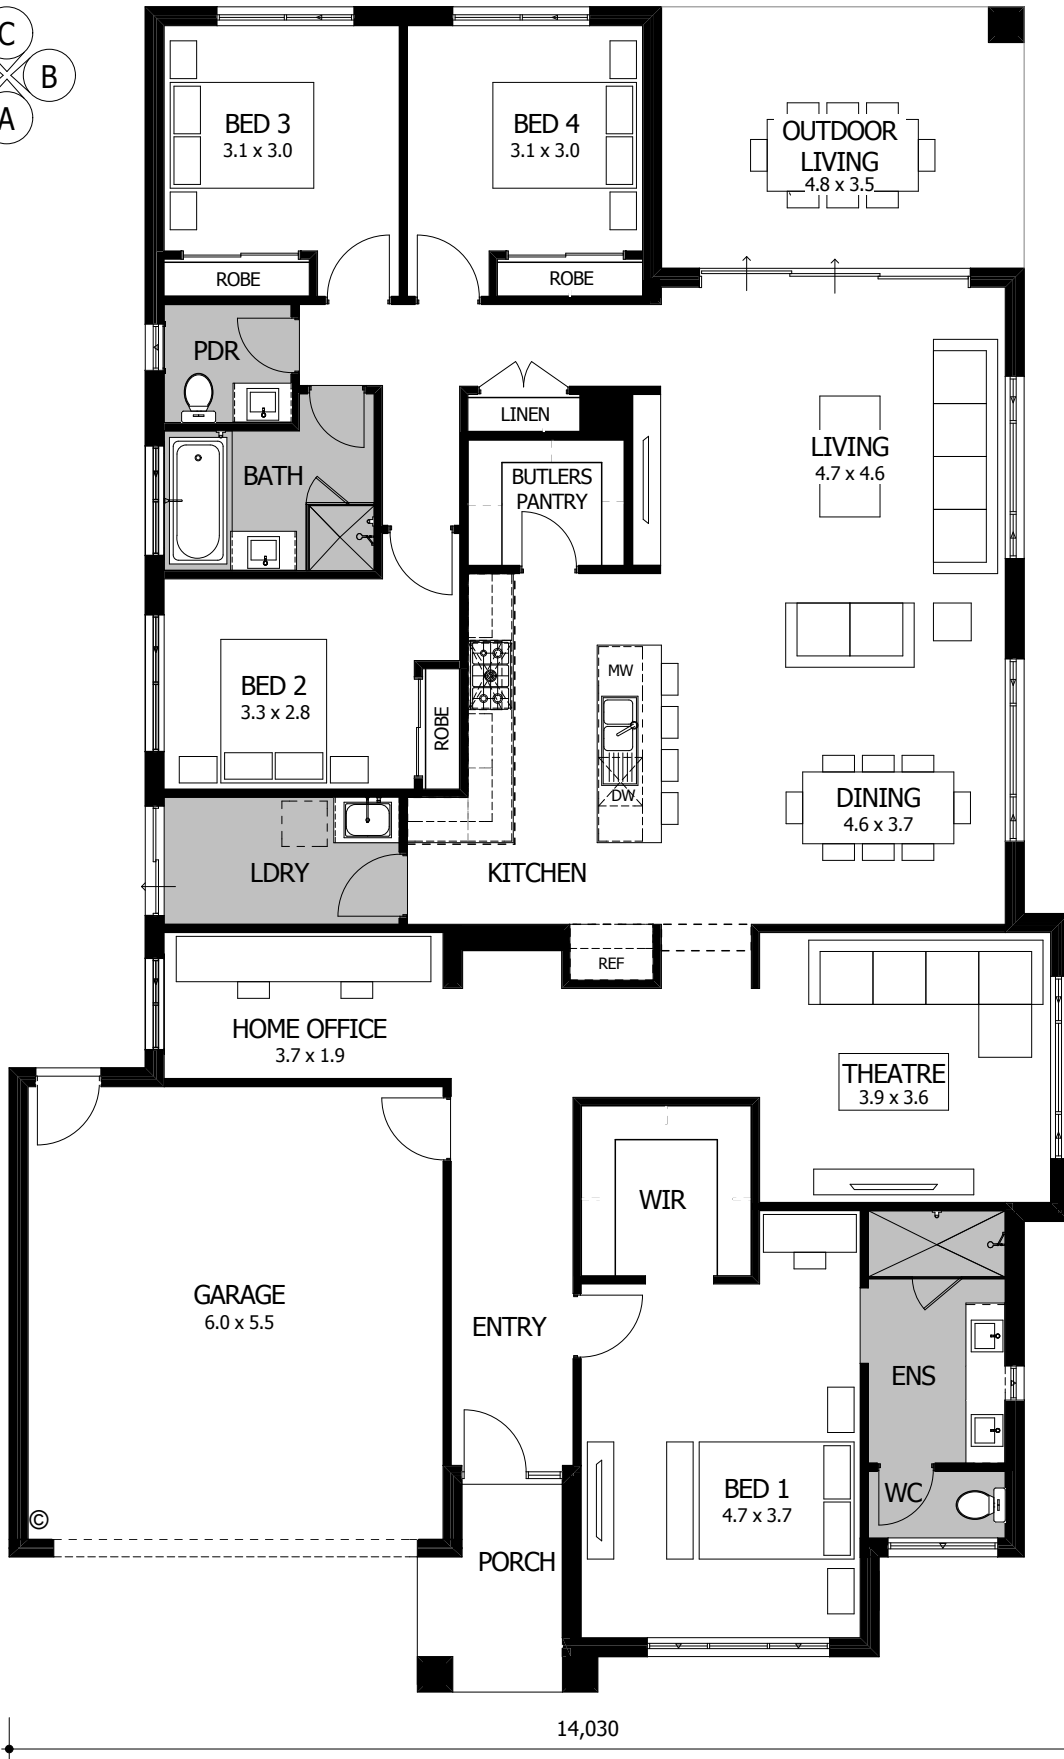 C
B
A
BED 3
3.1 x 3.0
BED 4
3.1 x 3.0
OUTDOOR
LIVING
4.8 x 3.5
ROBE
ROBE
PDR
LINEN
LIVING
4.7 x 4.6
BATH
BUTLERS
PANTRY
BED 2
3.3 x 2.8
ROBE
MW
DW
DINING
4.6 x 3.7
LDRY
KITCHEN
REF
HOME OFFICE
3.7 x 1.9
THEATRE
3.9 x 3.6
WIR
GARAGE
6.0 x 5.5
ENTRY
ENS
BED 1
4.7 x 3.7
WC
©
PORCH
14,030